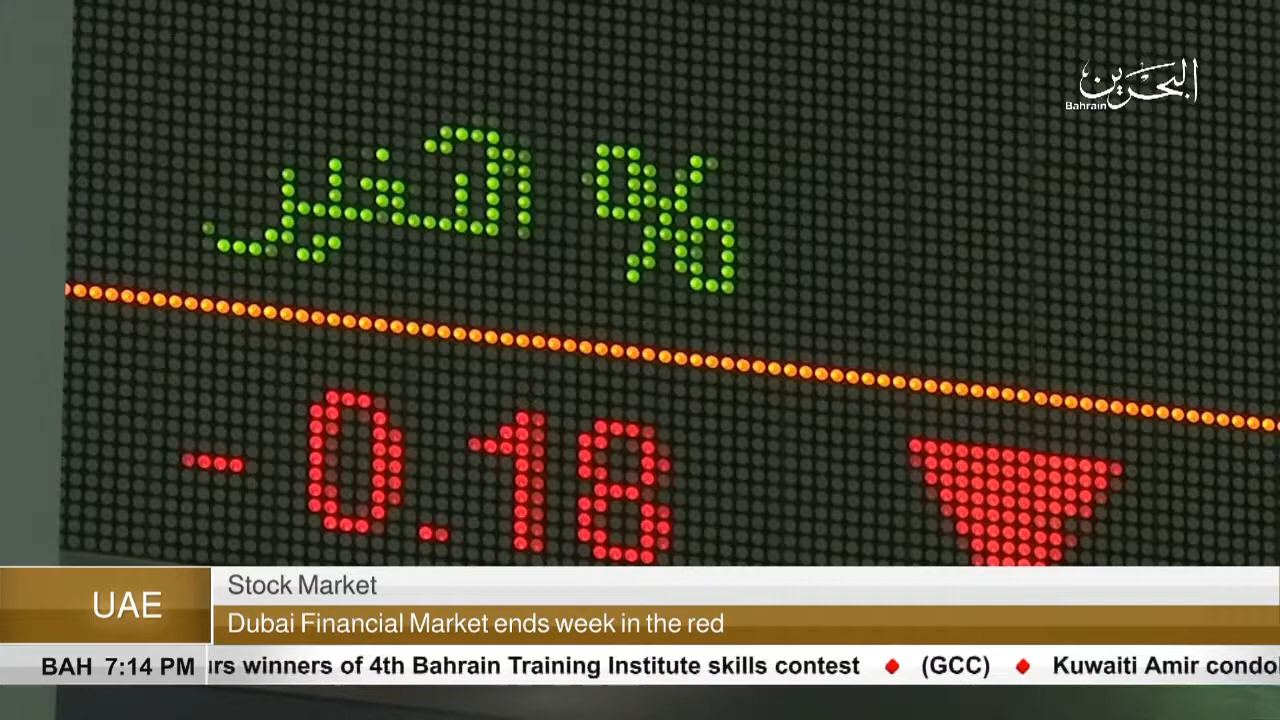 البحرين
Bahrain
% التغير
-0.18
UAE
Stock Market
Dubai Financial Market ends week in the red
BAH 7:14 PM
winners of 4th Bahrain Training Institute skills contest ♦ (GCC) ♦ Kuwaiti Amir